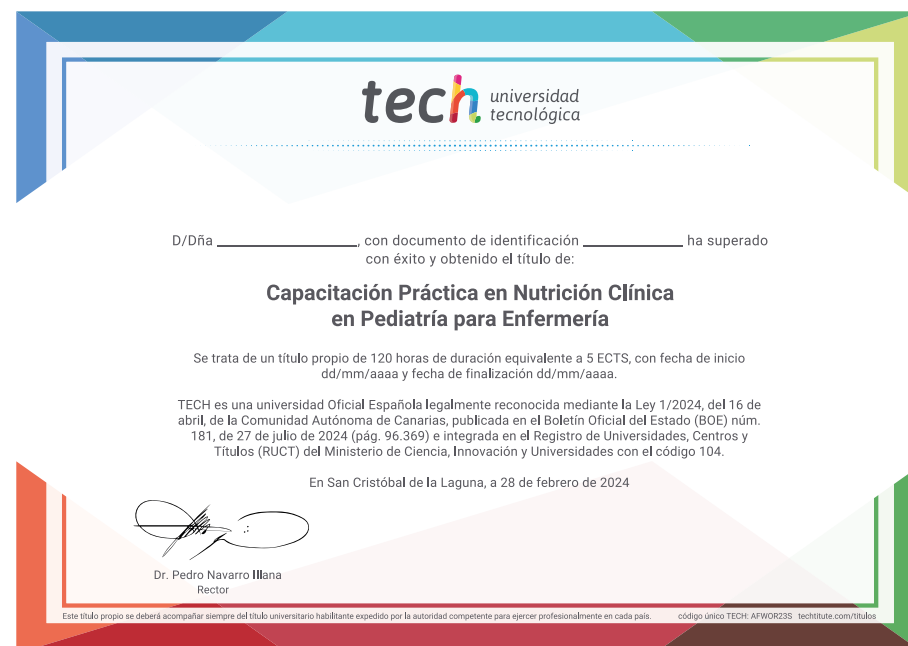 tech universidad
tecnológica
D/Dña ____________________, con documento de identificación ______________ ha superado
con éxito y obtenido el título de:
Capacitación Práctica en Nutrición Clínica
en Pediatría para Enfermería
Se trata de un título propio de 120 horas de duración equivalente a 5 ECTS, con fecha de inicio
dd/mm/aaaa y fecha de finalización dd/mm/aaaa.
TECH es una universidad Oficial Española legalmente reconocida mediante la Ley 1/2024, del 16 de
abril, de la Comunidad Autónoma de Canarias, publicada en el Boletín Oficial del Estado (BOE) núm.
181, de 27 de julio de 2024 (pág. 96.369) e integrada en el Registro de Universidades, Centros y
Títulos (RUCT) del Ministerio de Ciencia, Innovación y Universidades con el código 104.
En San Cristóbal de la Laguna, a 28 de febrero de 2024
Dr. Pedro Navarro Illana
Rector
Este título propio se deberá acompañar siempre del título universitario habilitante expedido por la autoridad competente para ejercer profesionalmente en cada país. código único TECH: AFWOR23S techtitute.com/titulos